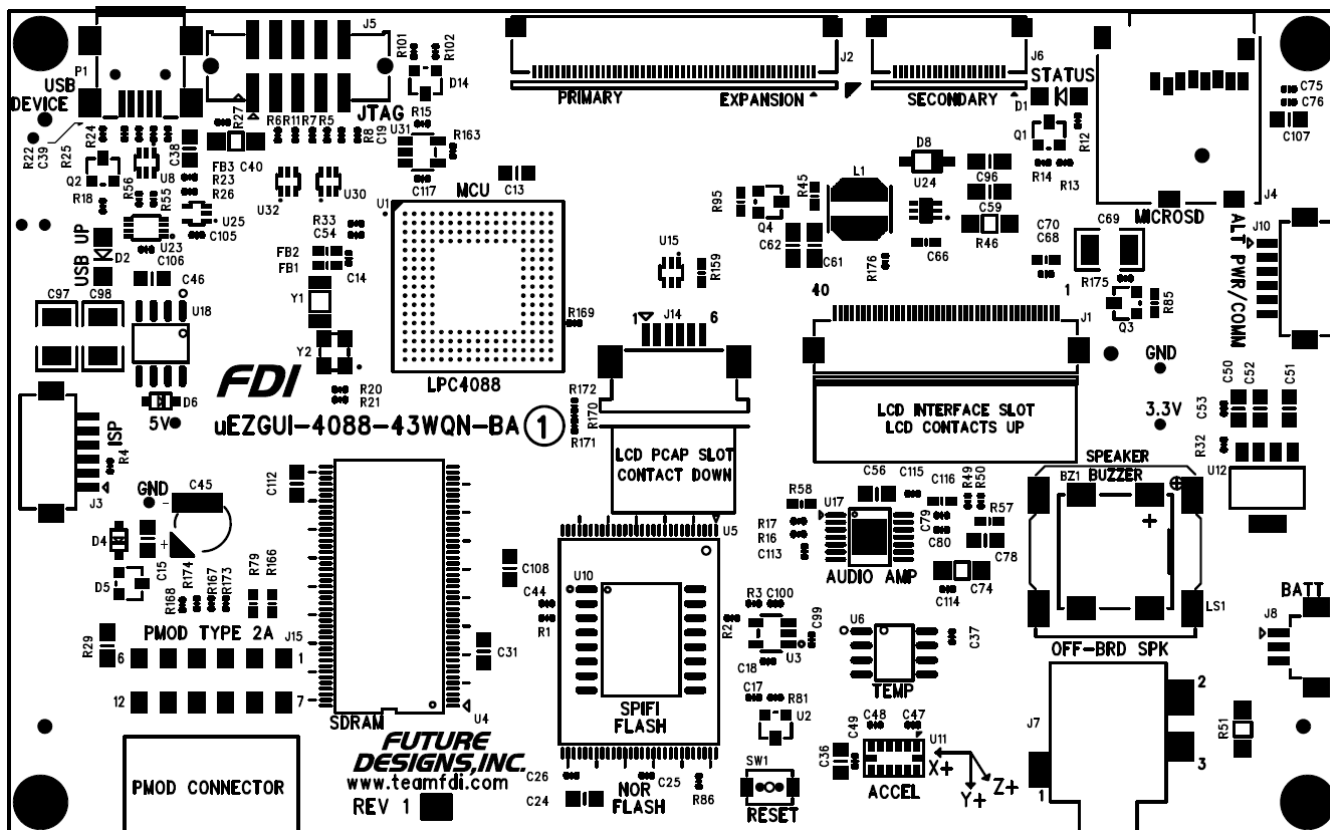 P1
USB
DEVICE
J5
JTAG
R101
R102
D14
R15
U31
R163
C117
R27
R6
R11
R7
R5
R8
C19
R24
R22
C39
R25
Q2
R18
R56
R55
U8
C38
FB3
C40
R23
R26
U25
C105
U23
C106
USB UP
D2
C46
C97
C98
U18
D6
5V
U32
U30
R33
C54
FB2
FB1
C14
Y1
Y2
R20
R21
MCU
U1
C13
LPC4088
R169
FDI
uEZGUI-4088-43WQN-BA 1
J2
PRIMARY
EXPANSION
J6
SECONDARY
STATUS
D1
Q1
R12
R14
R13
MICROSD
J4
C75
C76
C107
R95
Q4
R45
L1
D8
U24
C96
C59
R46
C66
C62
C61
R176
C70
C68
C69
R175
Q3
R85
ALT PWR/COMM
J10
U15
R159
1
J14
6
40
1
J1
R172
R170
R171
LCD PCAP SLOT
CONTACT DOWN
LCD INTERFACE SLOT
LCD CONTACTS UP
GND
3.3V
C50
C52
C51
C53
R32
U12
ISP
R4
J3
GND
-
C45
+
C15
D4
D5
R168
R174
R167
R173
R79
R166
C112
PMOD TYPE 2A
J15
R29
6
1
12
7
PMOD CONNECTOR
SDRAM
U4
C31
C108
C44
R1
FUTURE
DESIGNS,INC.
www.teamfdi.com
REV 1
U5
U10
SPIFI
FLASH
NOR
FLASH
C26
C24
C25
R86
R2
R3
C100
C99
U3
C18
C17
R81
U2
SW1
RESET
R58
U17
R17
R16
C113
C56
C115
C116
C79
C80
R49
R50
R57
C78
AUDIO AMP
C114
C74
U6
C37
TEMP
C49
C48
C47
C36
U11
ACCEL
X+
Y+
Z+
SPEAKER
BZ1
BUZZER
+
LS1
OFF-BRD SPK
J7
1
2
3
BATT
J8
R51